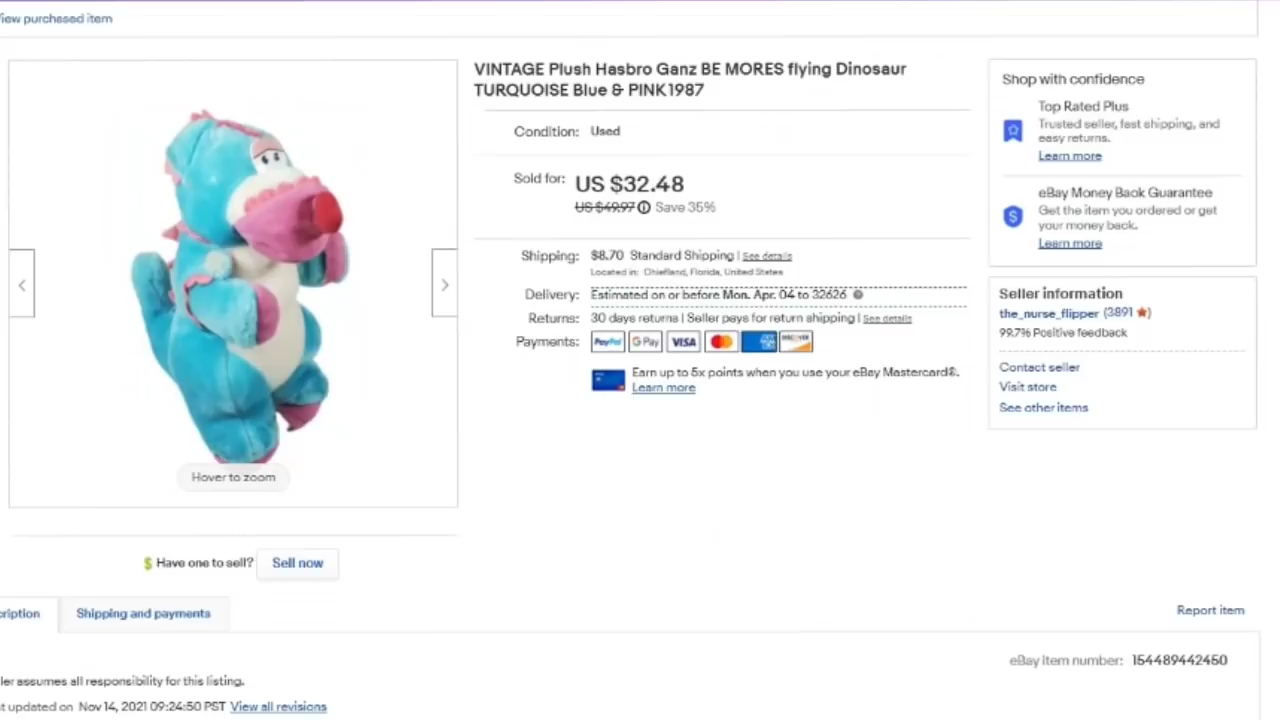 View purchased item
VINTAGE Plush Hasbro Ganz BE MORES flying Dinosaur
TURQUOISE Blue & PINK1987
Condition: Used
Sold for: US $32.48
US $49.97 Save 35%
Shipping: $8.70 Standard Shipping | See details
Located in: Chiefland, Florida, United States
Delivery: Estimated on or before Mon. Apr. 04 to 32626
Returns: 30 days returns | Seller pays for return shipping | See details
Payments: PayPal G Pay VISA DISCOVER
Earn up to 5x points when you use your eBay Mastercard®.
Learn more
Hover to zoom
$ Have one to sell? Sell now
Shop with confidence
Top Rated Plus
Trusted seller, fast shipping, and
easy returns.
Learn more
eBay Money Back Guarantee
Get the item you ordered or get
your money back.
Learn more
Seller information
the_nurse_flipper (3891)
99.7% Positive feedback
Contact seller
Visit store
See other items
cription
Shipping and payments
Report item
eBay item number: 154489442450
ler assumes all responsibility for this listing.
t updated on Nov 14, 2021 09:24:50 PST View all revisions